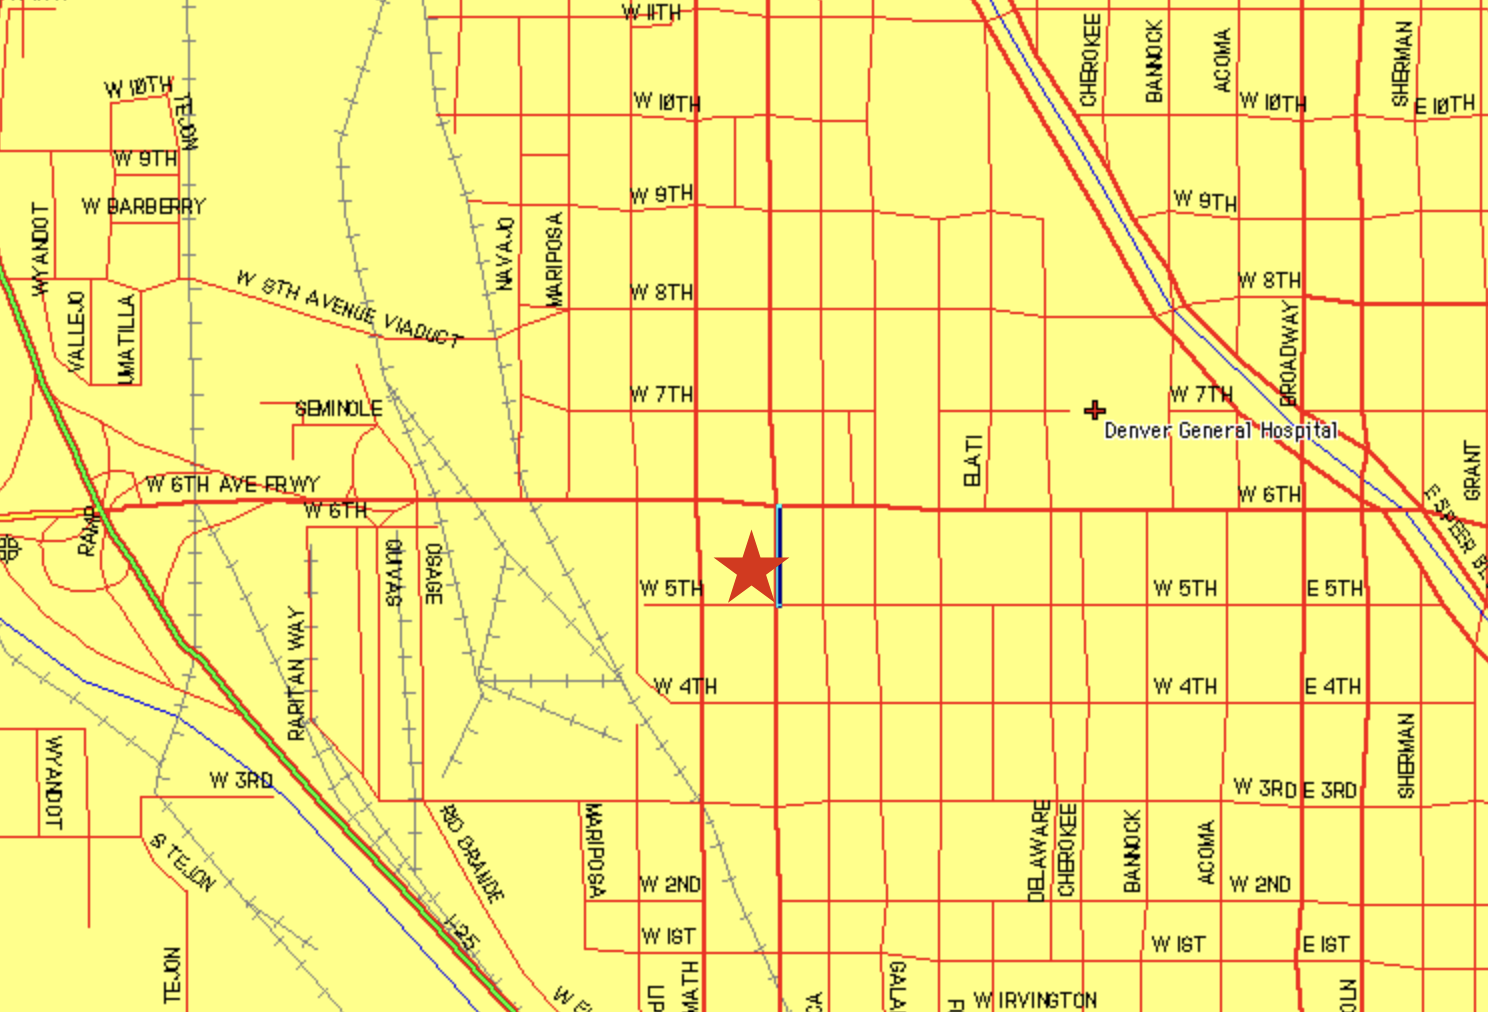 W 11TH
CHEROKEE
BANNOCK
ACOMA
SHERMAN
W 10TH
TEJON
W 10TH
W 10TH
E 10TH
W 9TH
W BARBERRY
W 9TH
W 9TH
WYANDOT
NAVAJO
MARIPOSA
W 8TH AVENUE VIADUCT
W 8TH
W 8TH
VALLEJO
UMATILLA
BROADWAY
W 7TH
W 7TH
SEMINOLE
Denver General Hospital
ELATI
GRANT
W 6TH AVE FRWY
W 6TH
W 6TH
RAMP
QUIVAS
OSAGE
W 5TH
W 5TH
E 5TH
RARITAN WAY
W 4TH
W 4TH
E 4TH
WYANDOT
SHERMAN
W 3RD
W 3RD
E 3RD
S TEJON
RIO GRANDE
MARIPOSA
DELAWARE
CHEROKEE
BANNOCK
ACOMA
W 2ND
W 2ND
I-25
W 1ST
W 1ST
E 1ST
TEJON
W IRVINGTON